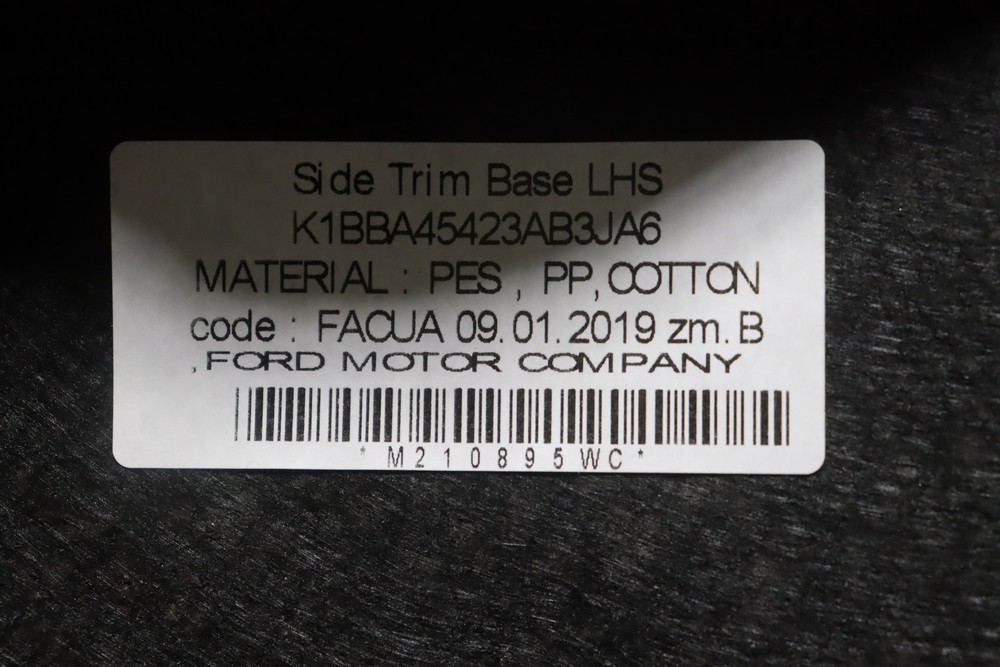 Side Trim Base LHS
K1BBA45423AB3JA6
MATERIAL : PES , PP,COTTON
code : FACUA 09.01.2019 zm.B
,FORD MOTOR COMPANY
*M210895WC*